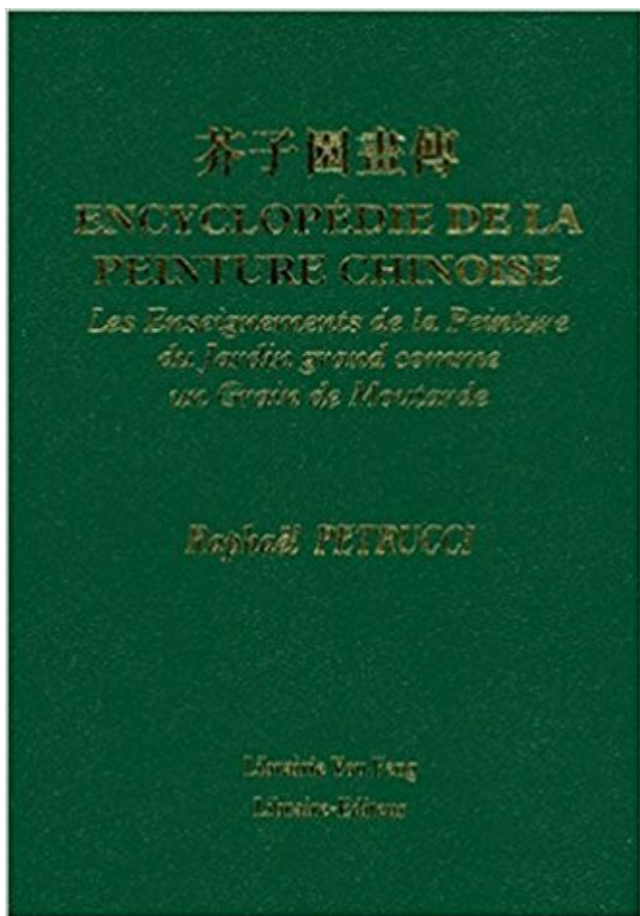 芥子園畫傳
ENCYCLOPÉDIE DE LA
PEINTURE CHINOISE
Les Enseignements de la Peinture
du Jardin grand comme
un Grain de Moutarde
Raphaël PETRUCCI
Librairie You Feng
Libraire-Editeur